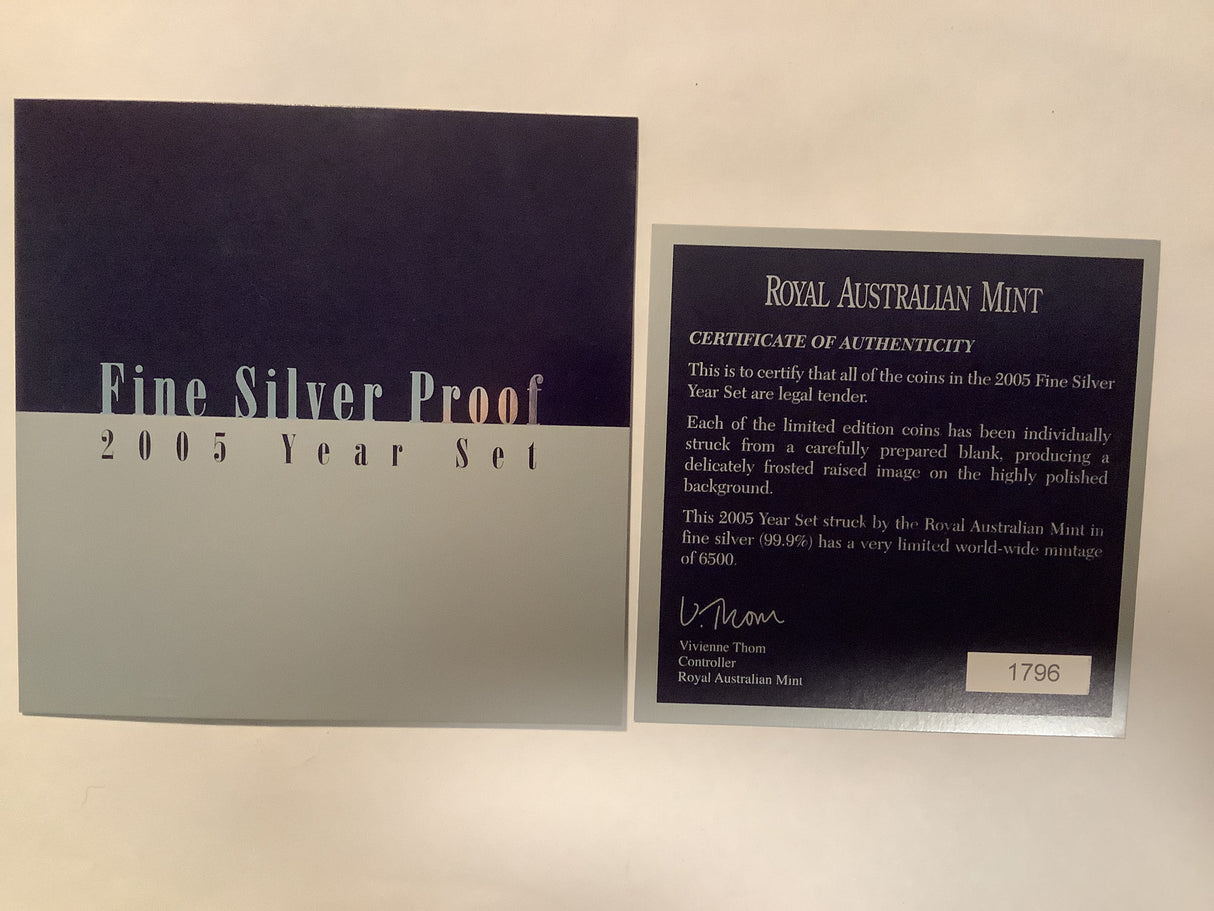 Fine Silver Proof
2005 Year Set
ROYAL AUSTRALIAN MINT
CERTIFICATE OF AUTHENTICITY
This is to certify that all of the coins in the 2005 Fine Silver
Year Set are legal tender.
Each of the limited edition coins has been individually
struck from a carefully prepared blank, producing a
delicately frosted raised image on the highly polished
background.
This 2005 Year Set struck by the Royal Australian Mint in
fine silver (99.9%) has a very limited world-wide mintage
of 6500.
V. Thom
Vivienne Thom
Controller
Royal Australian Mint
1796